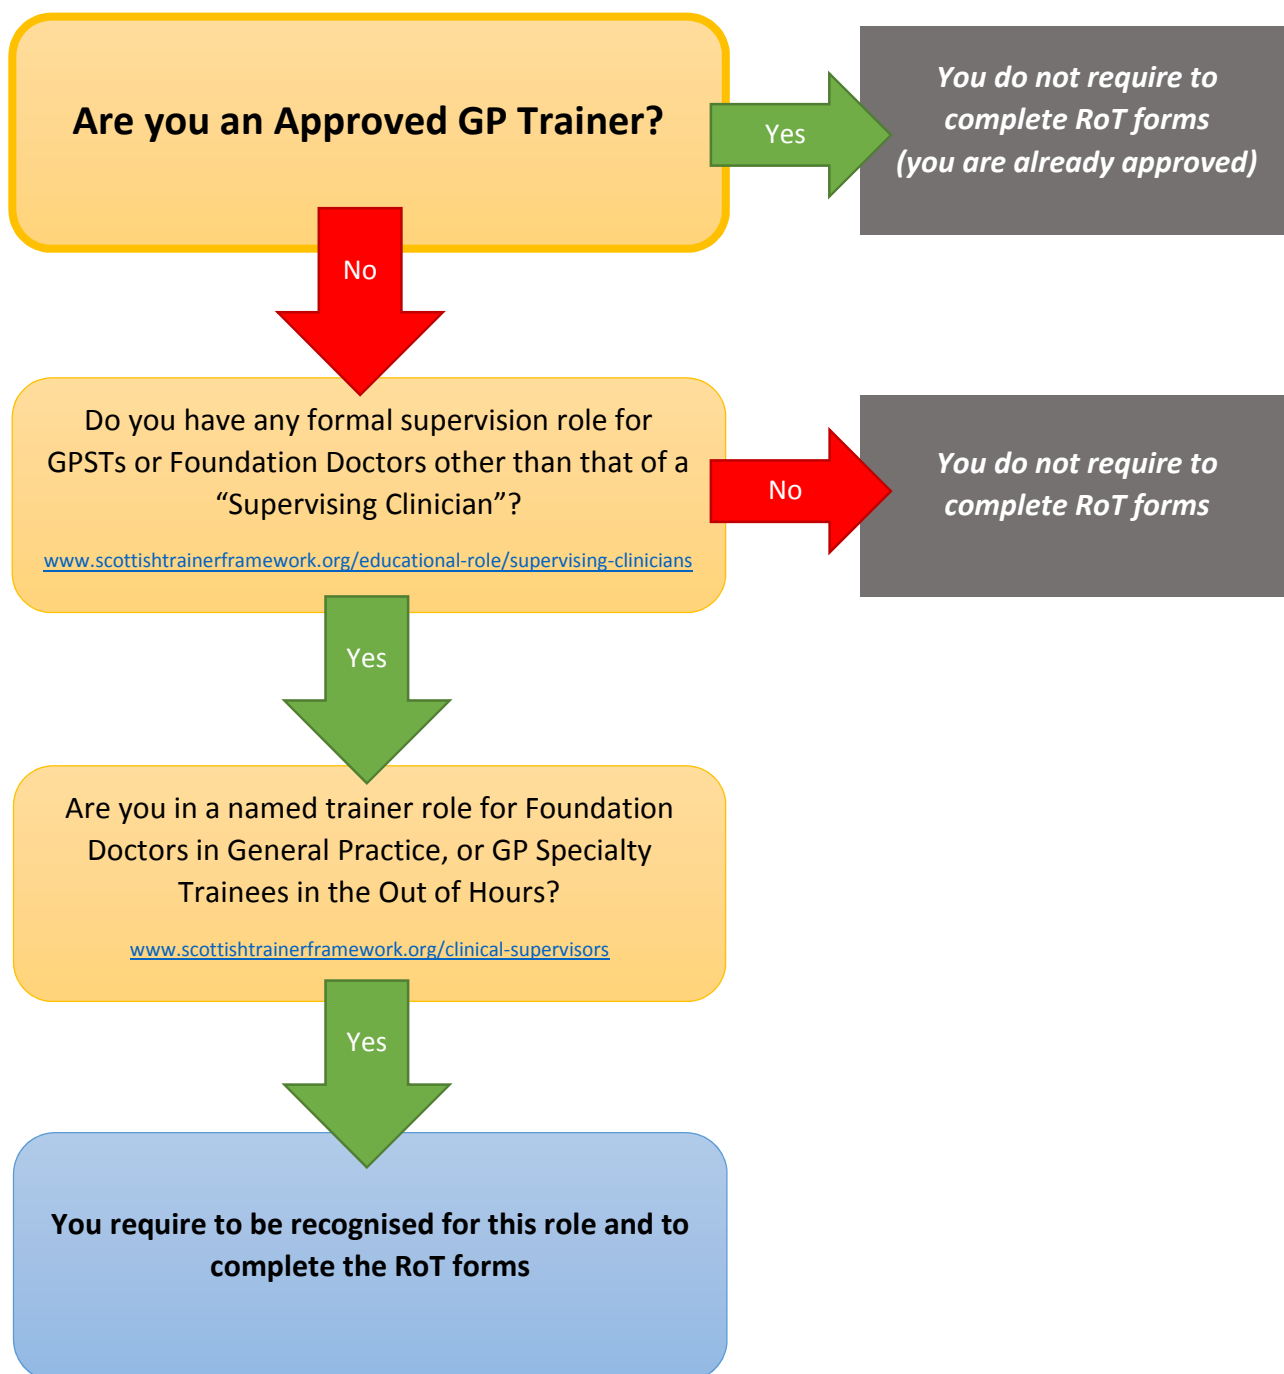 Are you an Approved GP Trainer?
Yes
You do not require to
complete RoT forms
(you are already approved)
No
Do you have any formal supervision role for
GPSTs or Foundation Doctors other than that of a
“Supervising Clinician”?
www.scottishtrainerframework.org/educational-role/supervising-clinicians
No
You do not require to
complete RoT forms
Yes
Are you in a named trainer role for Foundation
Doctors in General Practice, or GP Specialty
Trainees in the Out of Hours?
www.scottishtrainerframework.org/clinical-supervisors
Yes
You require to be recognised for this role and to
complete the RoT forms